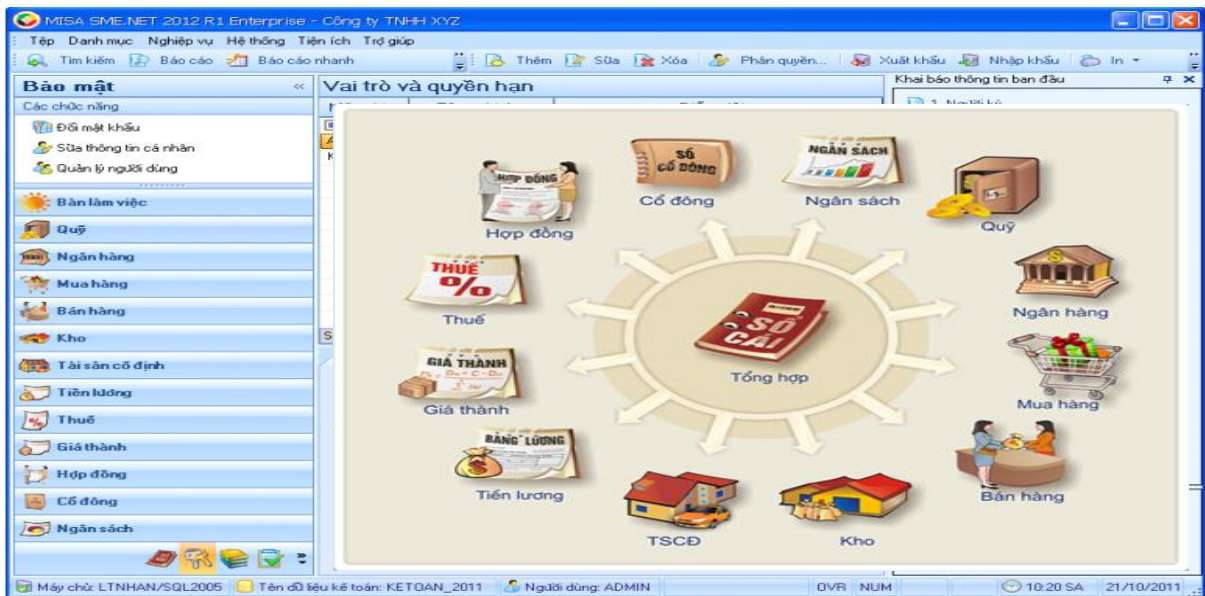 MISA SME.NET 2012 R1 Enterprise - Công ty TNHH XYZ
Tệp Danh mục Nghiệp vụ Hệ thống Tiện ích Trợ giúp
Tìm kiếm Báo cáo Báo cáo nhanh Thêm Sửa Xóa Phân quyền... Xuất khẩu Nhập khẩu In
Bảo mật
Các chức năng
Đổi mật khẩu
Sửa thông tin cá nhân
Quản lý người dùng
Bàn làm việc
Quỹ
Ngân hàng
Mua hàng
Bán hàng
Kho
Tài sản cố định
Tiền lương
Thuế
Giá thành
Hợp đồng
Cổ đông
Ngân sách
Vai trò và quyền hạn
Khai báo thông tin ban đầu
1. Người ký
HỢP ĐỒNG
Hợp đồng
SỔ CỔ ĐÔNG
Cổ đông
NGÂN SÁCH
Ngân sách
Quỹ
THUẾ %
Thuế
Ngân hàng
SỔ CÁI
Tổng hợp
GIÁ THÀNH
Giá thành
Mua hàng
BẢNG LƯƠNG
Tiền lương
TSCĐ
Kho
Bán hàng
Máy chủ: LTNHAN/SQL2005 Tên dữ liệu kế toán: KETOAN_2011 Người dùng: ADMIN OVR NUM 10:20 SA 21/10/2011